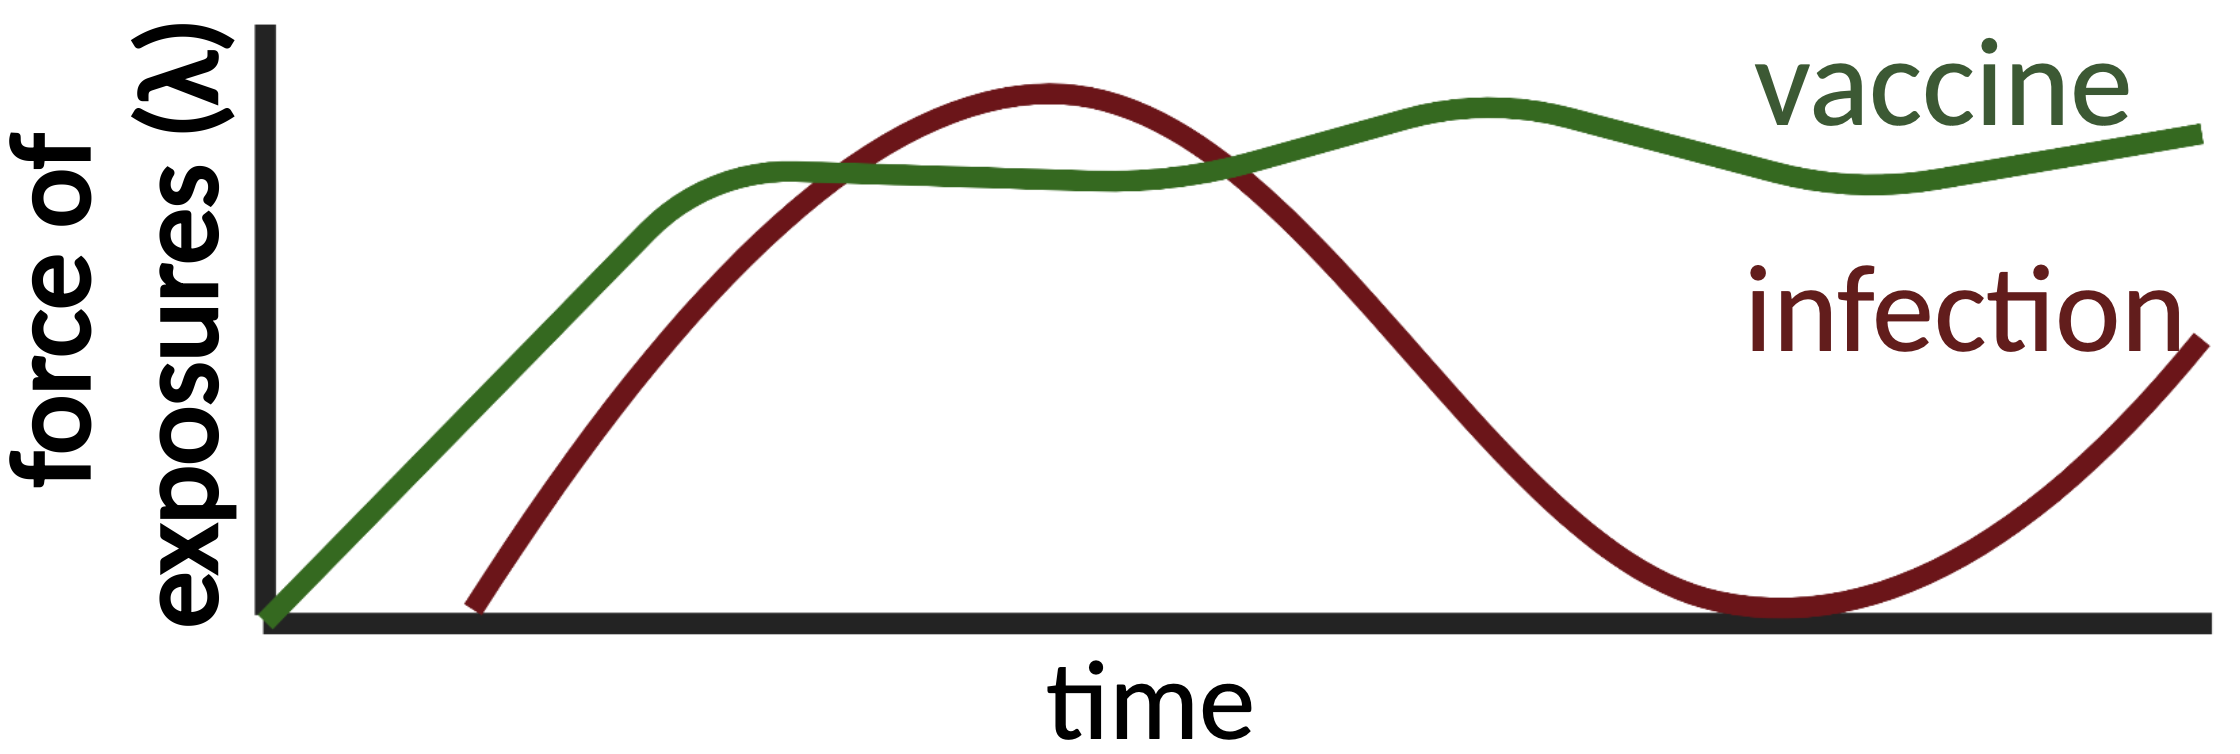 force of
exposures (λ)
vaccine
infection
time